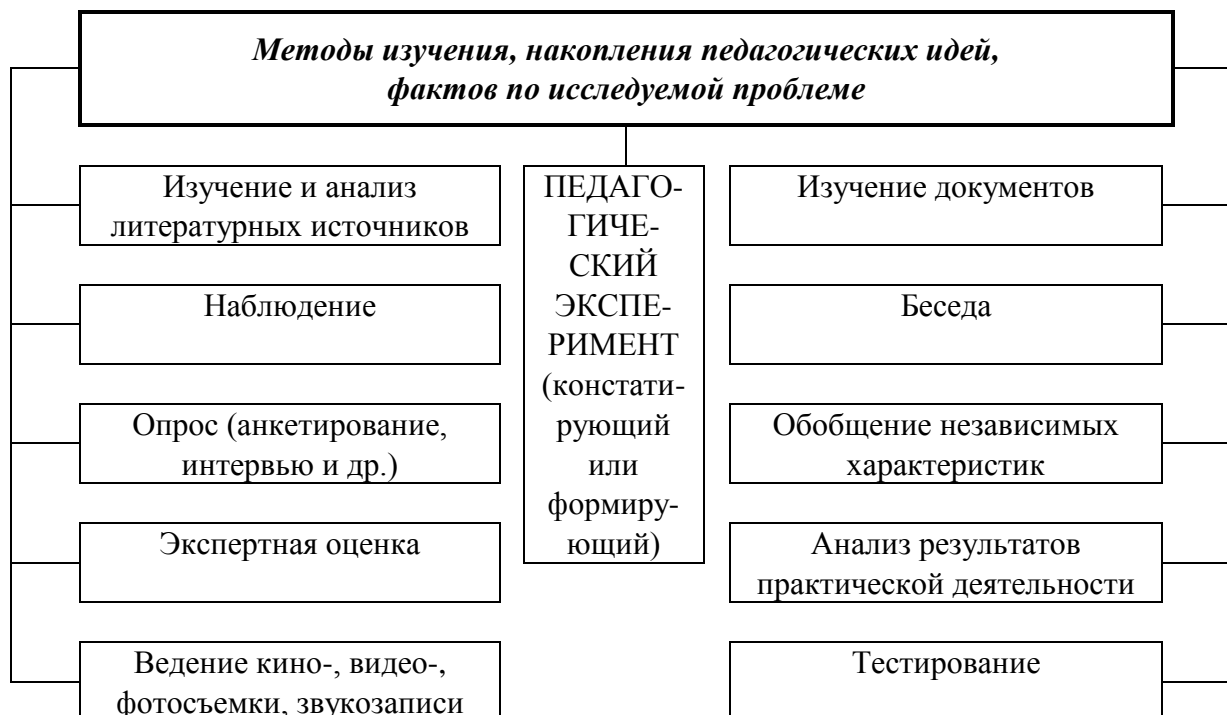 Методы изучения, накопления педагогических идей,
фактов по исследуемой проблеме
Изучение и анализ
литературных источников
Наблюдение
Опрос (анкетирование,
интервью и др.)
Экспертная оценка
Ведение кино-, видео-,
фотосъемки, звукозаписи
ПЕДАГО-
ГИЧЕ-
СКИЙ
ЭКСПЕ-
РИМЕНТ
(констати-
рующий
или
формиру-
ющий)
Изучение документов
Беседа
Обобщение независимых
характеристик
Анализ результатов
практической деятельности
Тестирование